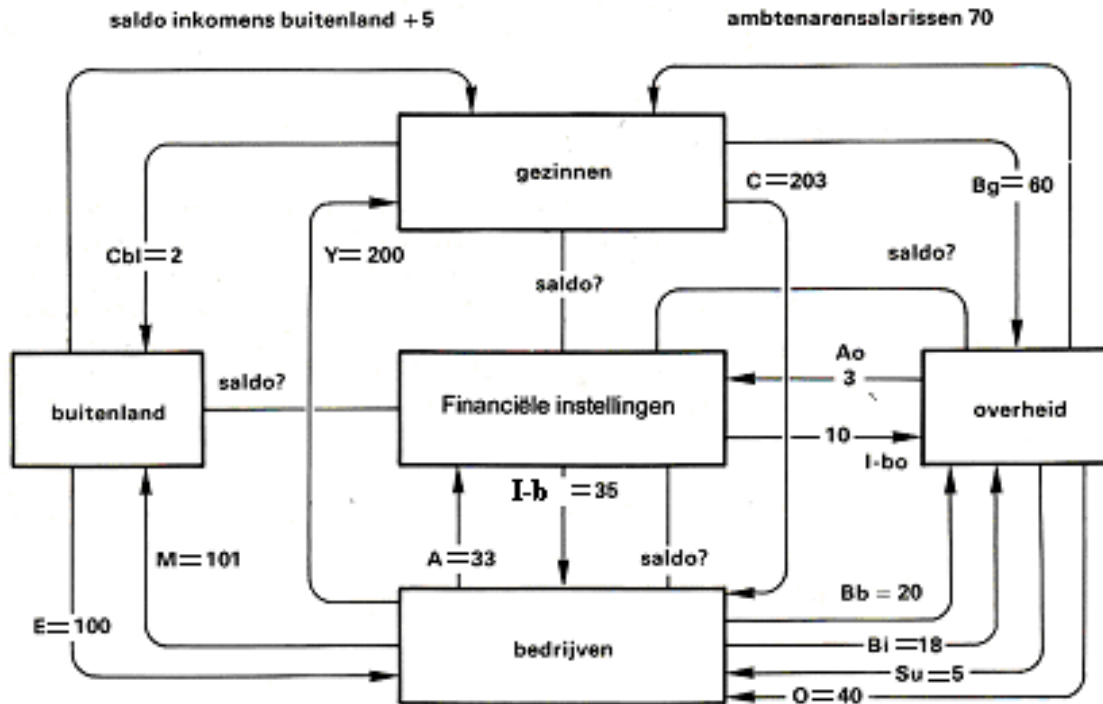 saldo inkomens buitenland +5
ambtenarensalarissen 70
gezinnen
C=203
Bg= 60
Cbl= 2
Y= 200
saldo?
saldo?
saldo?
Ao
3
buitenland
Financiële instellingen
overheid
10
I-bo
I-b =35
M= 101
A=33
saldo?
Bb = 20
E= 100
bedrijven
Bi =18
Su =5
O=40